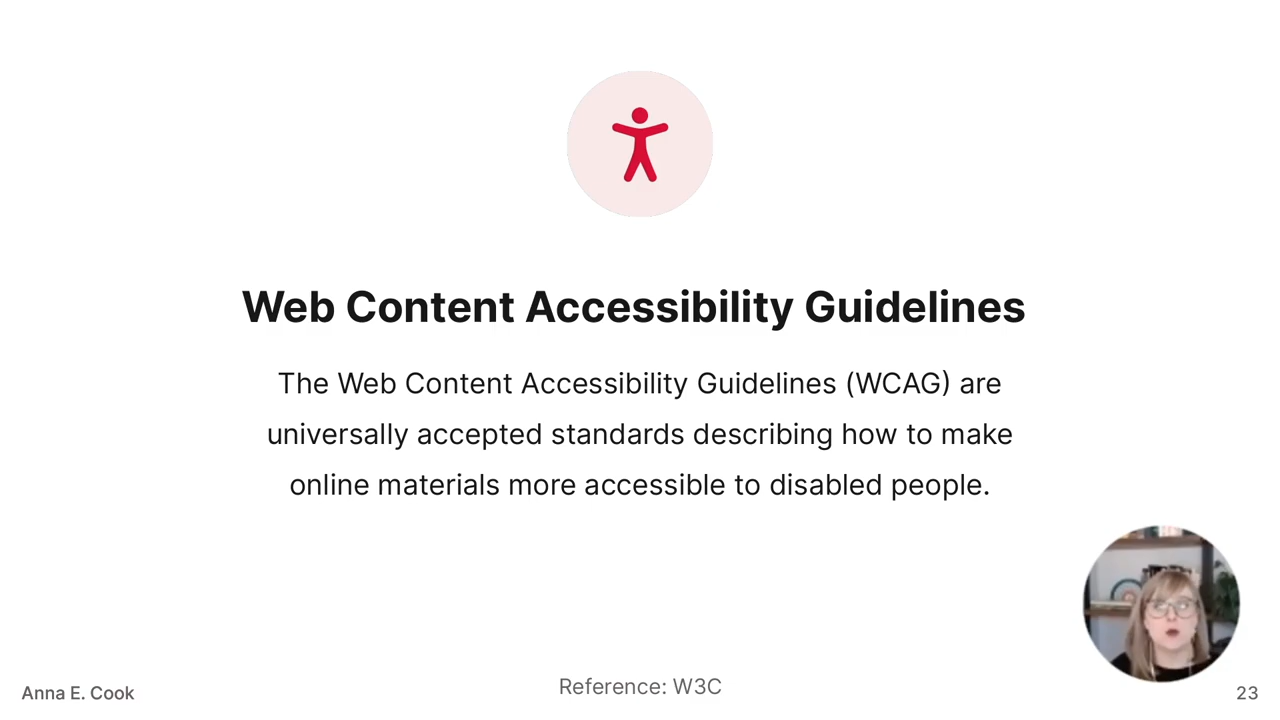 Web Content Accessibility Guidelines
The Web Content Accessibility Guidelines (WCAG) are
universally accepted standards describing how to make
online materials more accessible to disabled people.
Anna E. Cook
Reference: W3C
23